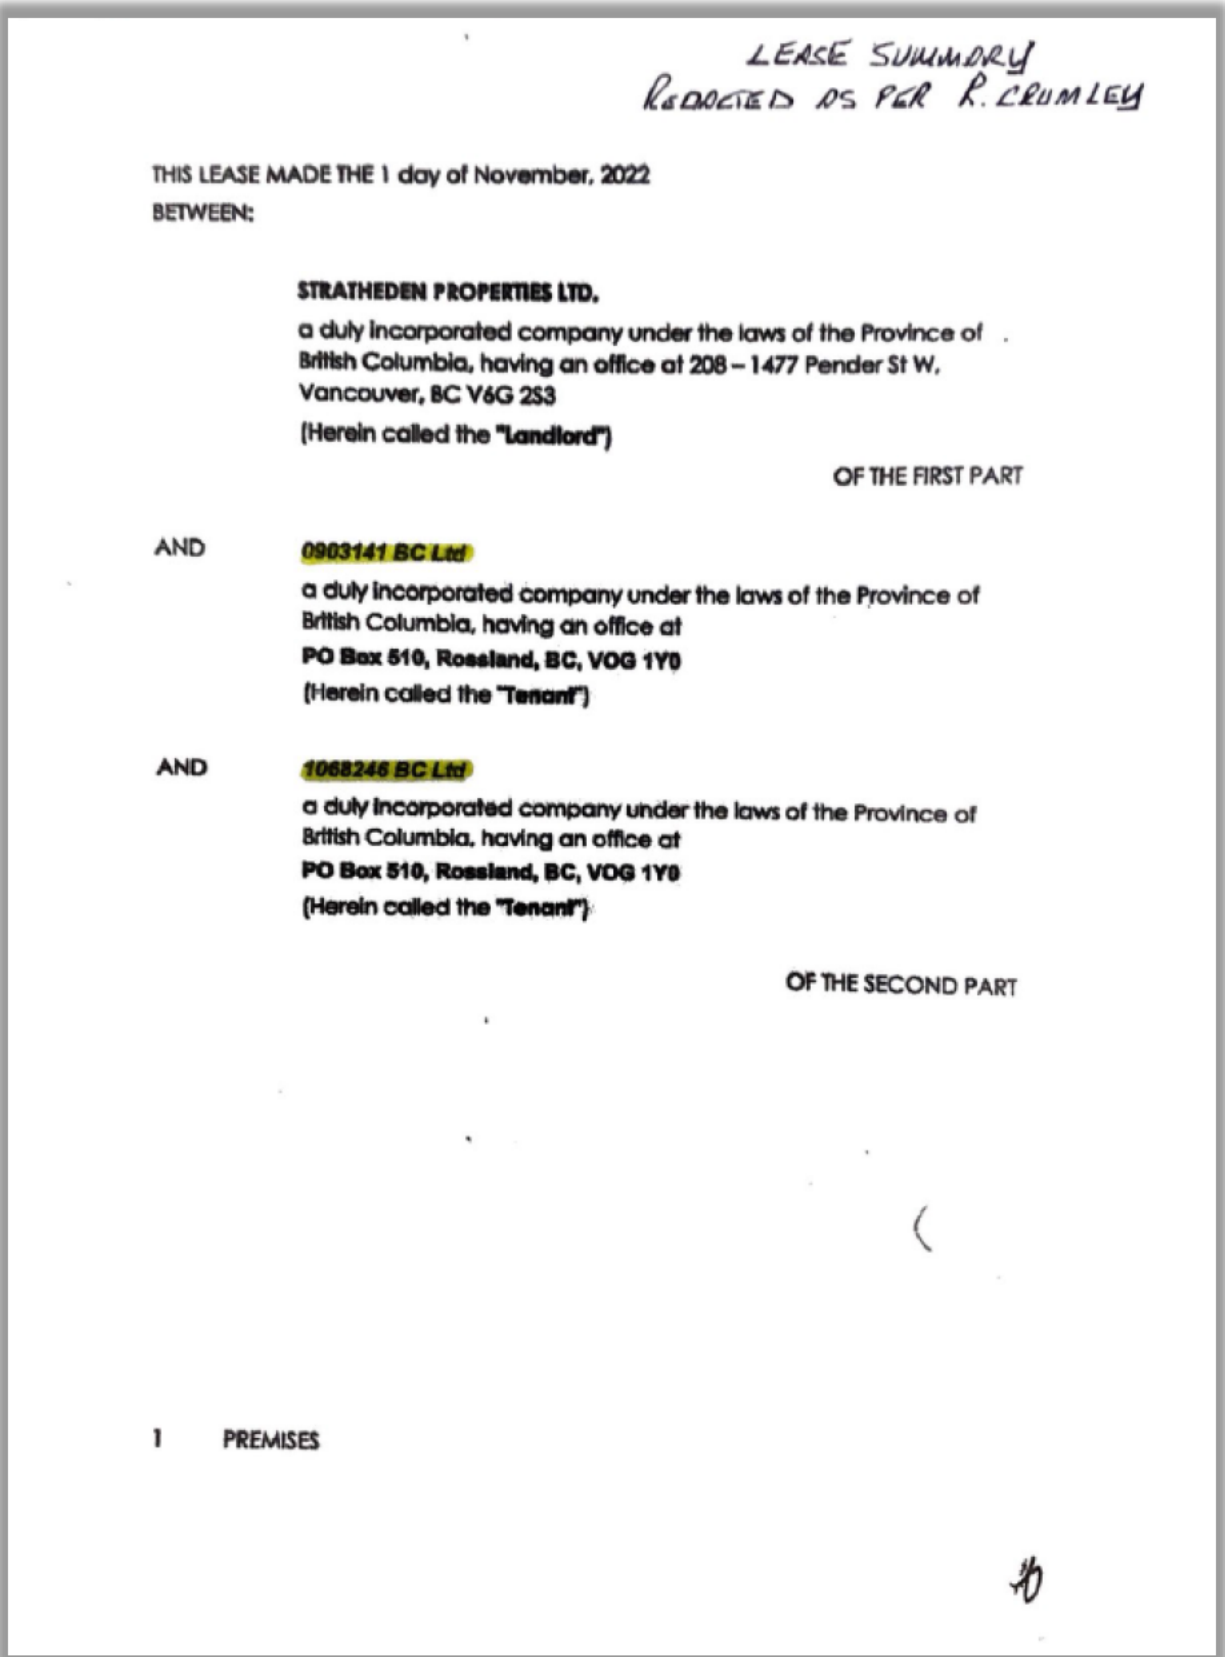 LEASE SUMMARY
REDACTED AS PER R. CRUMLEY
THIS LEASE MADE THE 1 day of November, 2022
BETWEEN:
STRATHEDEN PROPERTIES LTD.
a duly incorporated company under the laws of the Province of
British Columbia, having an office at 208 – 1477 Pender St W,
Vancouver, BC V6G 2S3
(Herein called the "Landlord")
OF THE FIRST PART
AND 0903141 BC Ltd
a duly incorporated company under the laws of the Province of
British Columbia, having an office at
PO Box 510, Rossland, BC, VOG 1Y0
(Herein called the "Tenant")
AND 1068246 BC Ltd
a duly incorporated company under the laws of the Province of
British Columbia, having an office at
PO Box 510, Rossland, BC, VOG 1Y0
(Herein called the "Tenant")
OF THE SECOND PART
1 PREMISES